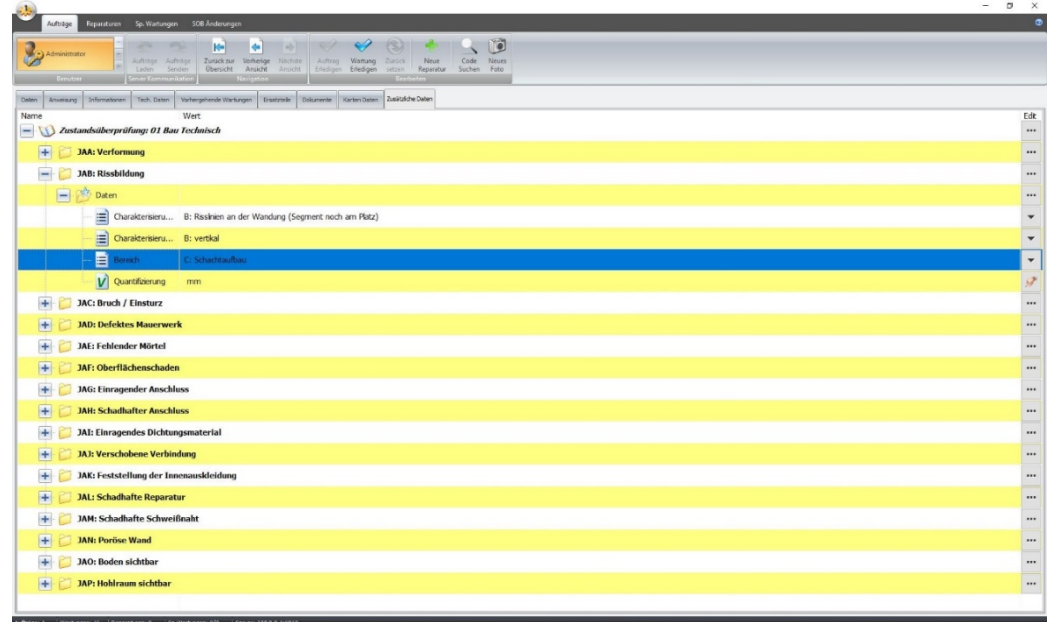 Aufträge Reparaturen Sp. Wartungen SOB Änderungen
Administrator
Aufträge Laden
Aufträge Senden
Zurück zur Übersicht
Vorherige Ansicht
Nächste Ansicht
Auftrag Erledigen
Wartung Erledigen
Zurück setzen
Neue Reparatur
Code Suchen
Neues Foto
Benutzer Server Kommunikation Navigation Bearbeiten
Daten Anweisung Informationen Tech. Daten Vorhergehende Wartungen Ersatzteile Dokumente Karten Daten Zusätzliche Daten
Name Wert Edit
Zustandsüberprüfung: 01 Bau Technisch
JAA: Verformung
JAB: Rissbildung
Daten
Charakterisieru... B: Risslinien an der Wandung (Segment noch am Platz)
Charakterisieru... B: vertikal
Bereich C: Schachtaufbau
Quantifizierung mm
JAC: Bruch / Einsturz
JAD: Defektes Mauerwerk
JAE: Fehlender Mörtel
JAF: Oberflächenschaden
JAG: Einragender Anschluss
JAH: Schadhafter Anschluss
JAI: Einragendes Dichtungsmaterial
JAJ: Verschobene Verbindung
JAK: Feststellung der Innenauskleidung
JAL: Schadhafte Reparatur
JAM: Schadhafte Schweißnaht
JAN: Poröse Wand
JAO: Boden sichtbar
JAP: Hohlraum sichtbar